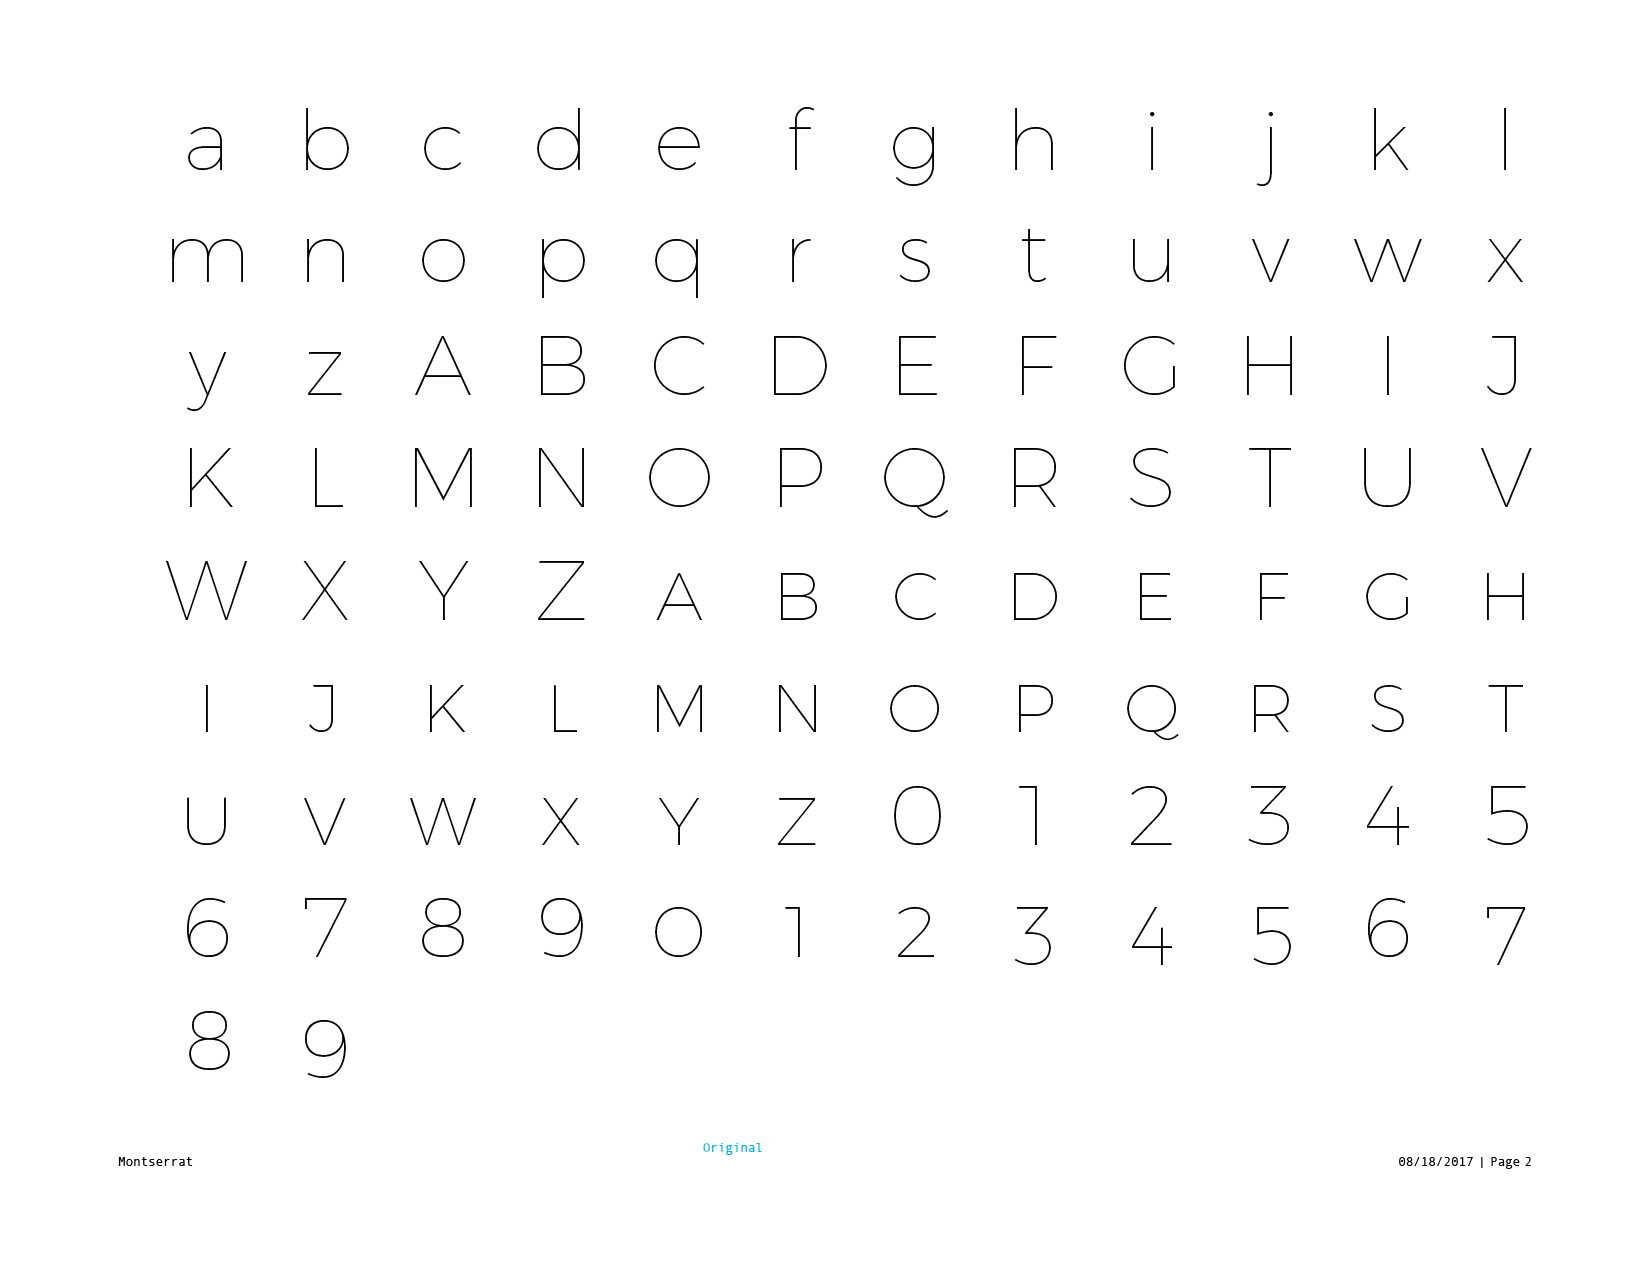 a b c d e f g h i j k l
m n o p q r s t u v w x
y z A B C D E F G H I J
K L M N O P Q R S T U V
W X Y Z A B C D E F G H
I J K L M N O P Q R S T
U V W X Y Z 0 1 2 3 4 5
6 7 8 9 0 1 2 3 4 5 6 7
8 9
Original
Montserrat
08/18/2017 | Page 2